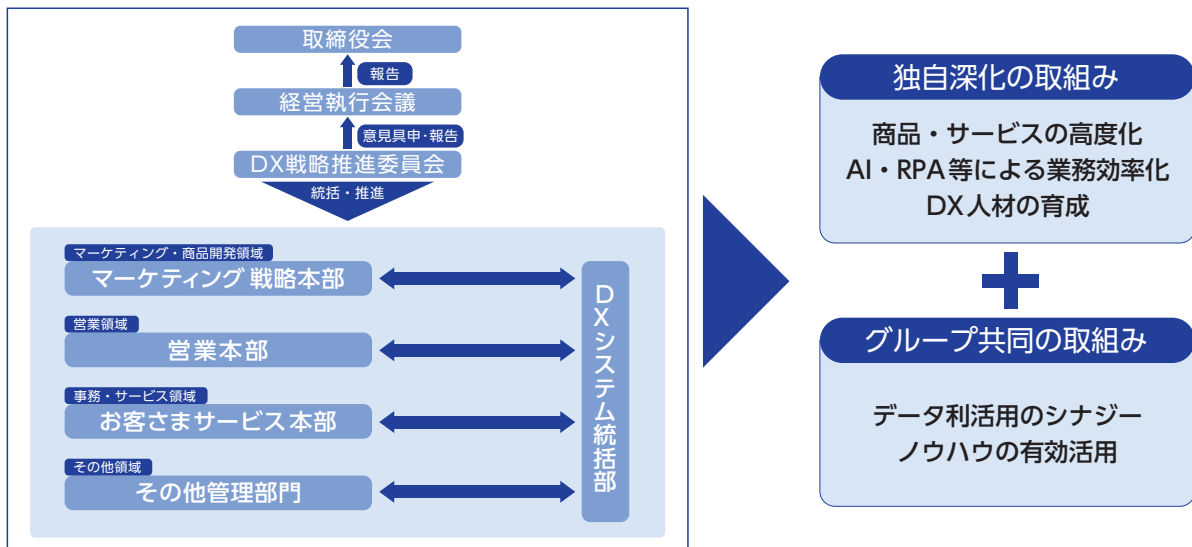 取締役会
報告
経営執行会議
意見具申・報告
DX戦略推進委員会
統括・推進
マーケティング・商品開発領域
マーケティング戦略本部
営業領域
営業本部
事務・サービス領域
お客さまサービス本部
その他領域
その他管理部門
DXシステム統括部
独自深化の取組み
商品・サービスの高度化
AI・RPA等による業務効率化
DX人材の育成
グループ共同の取組み
データ利活用のシナジー
ノウハウの有効活用